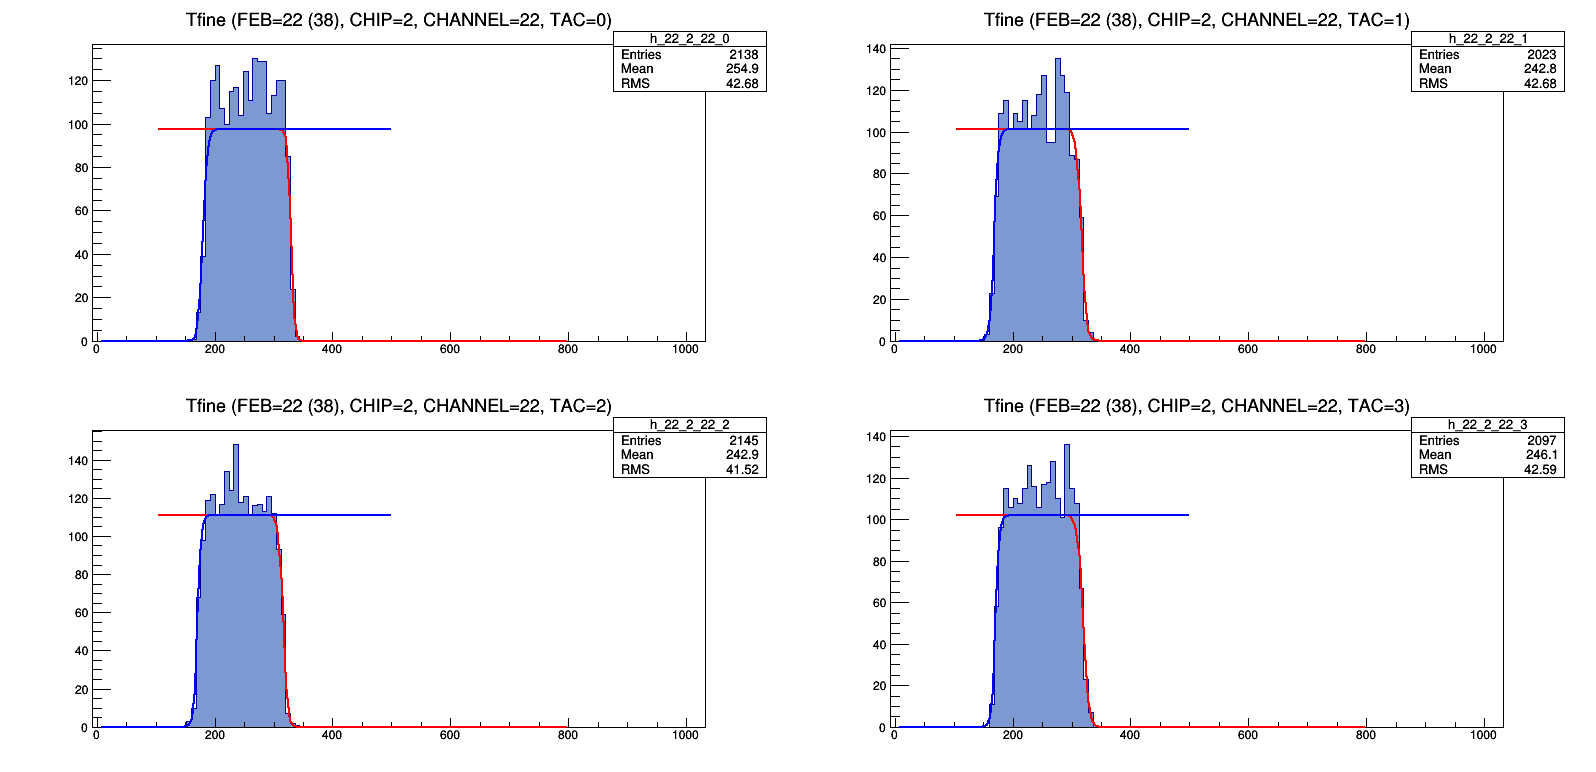 Tfine (FEB=22 (38), CHIP=2, CHANNEL=22, TAC=0)
h_22_2_22_0
Entries 2138
Mean 254.9
RMS 42.68
120
100
80
60
40
20
0
0 200 400 600 800 1000
Tfine (FEB=22 (38), CHIP=2, CHANNEL=22, TAC=1)
h_22_2_22_1
Entries 2023
Mean 242.8
RMS 42.68
140
120
100
80
60
40
20
0
0 200 400 600 800 1000
Tfine (FEB=22 (38), CHIP=2, CHANNEL=22, TAC=2)
h_22_2_22_2
Entries 2145
Mean 242.9
RMS 41.52
140
120
100
80
60
40
20
0
0 200 400 600 800 1000
Tfine (FEB=22 (38), CHIP=2, CHANNEL=22, TAC=3)
h_22_2_22_3
Entries 2097
Mean 246.1
RMS 42.59
140
120
100
80
60
40
20
0
0 200 400 600 800 1000